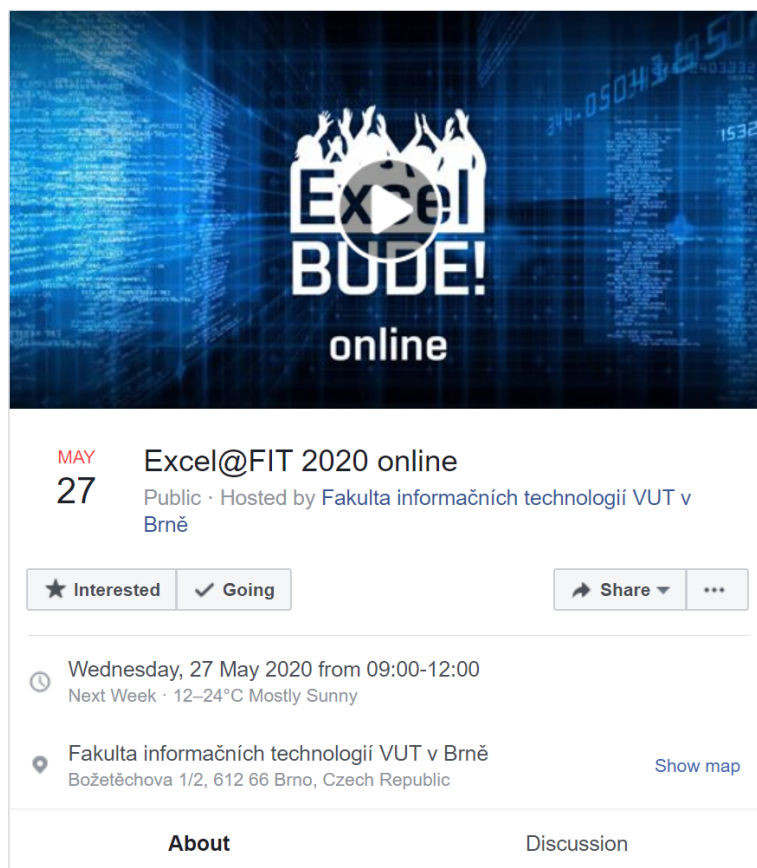 Excel
BUDE!
online
MAY
27
Excel@FIT 2020 online
Public · Hosted by Fakulta informačních technologií VUT v
Brně
Interested
Going
Share
Wednesday, 27 May 2020 from 09:00-12:00
Next Week · 12–24°C Mostly Sunny
Fakulta informačních technologií VUT v Brně
Božetěchova 1/2, 612 66 Brno, Czech Republic
Show map
About
Discussion